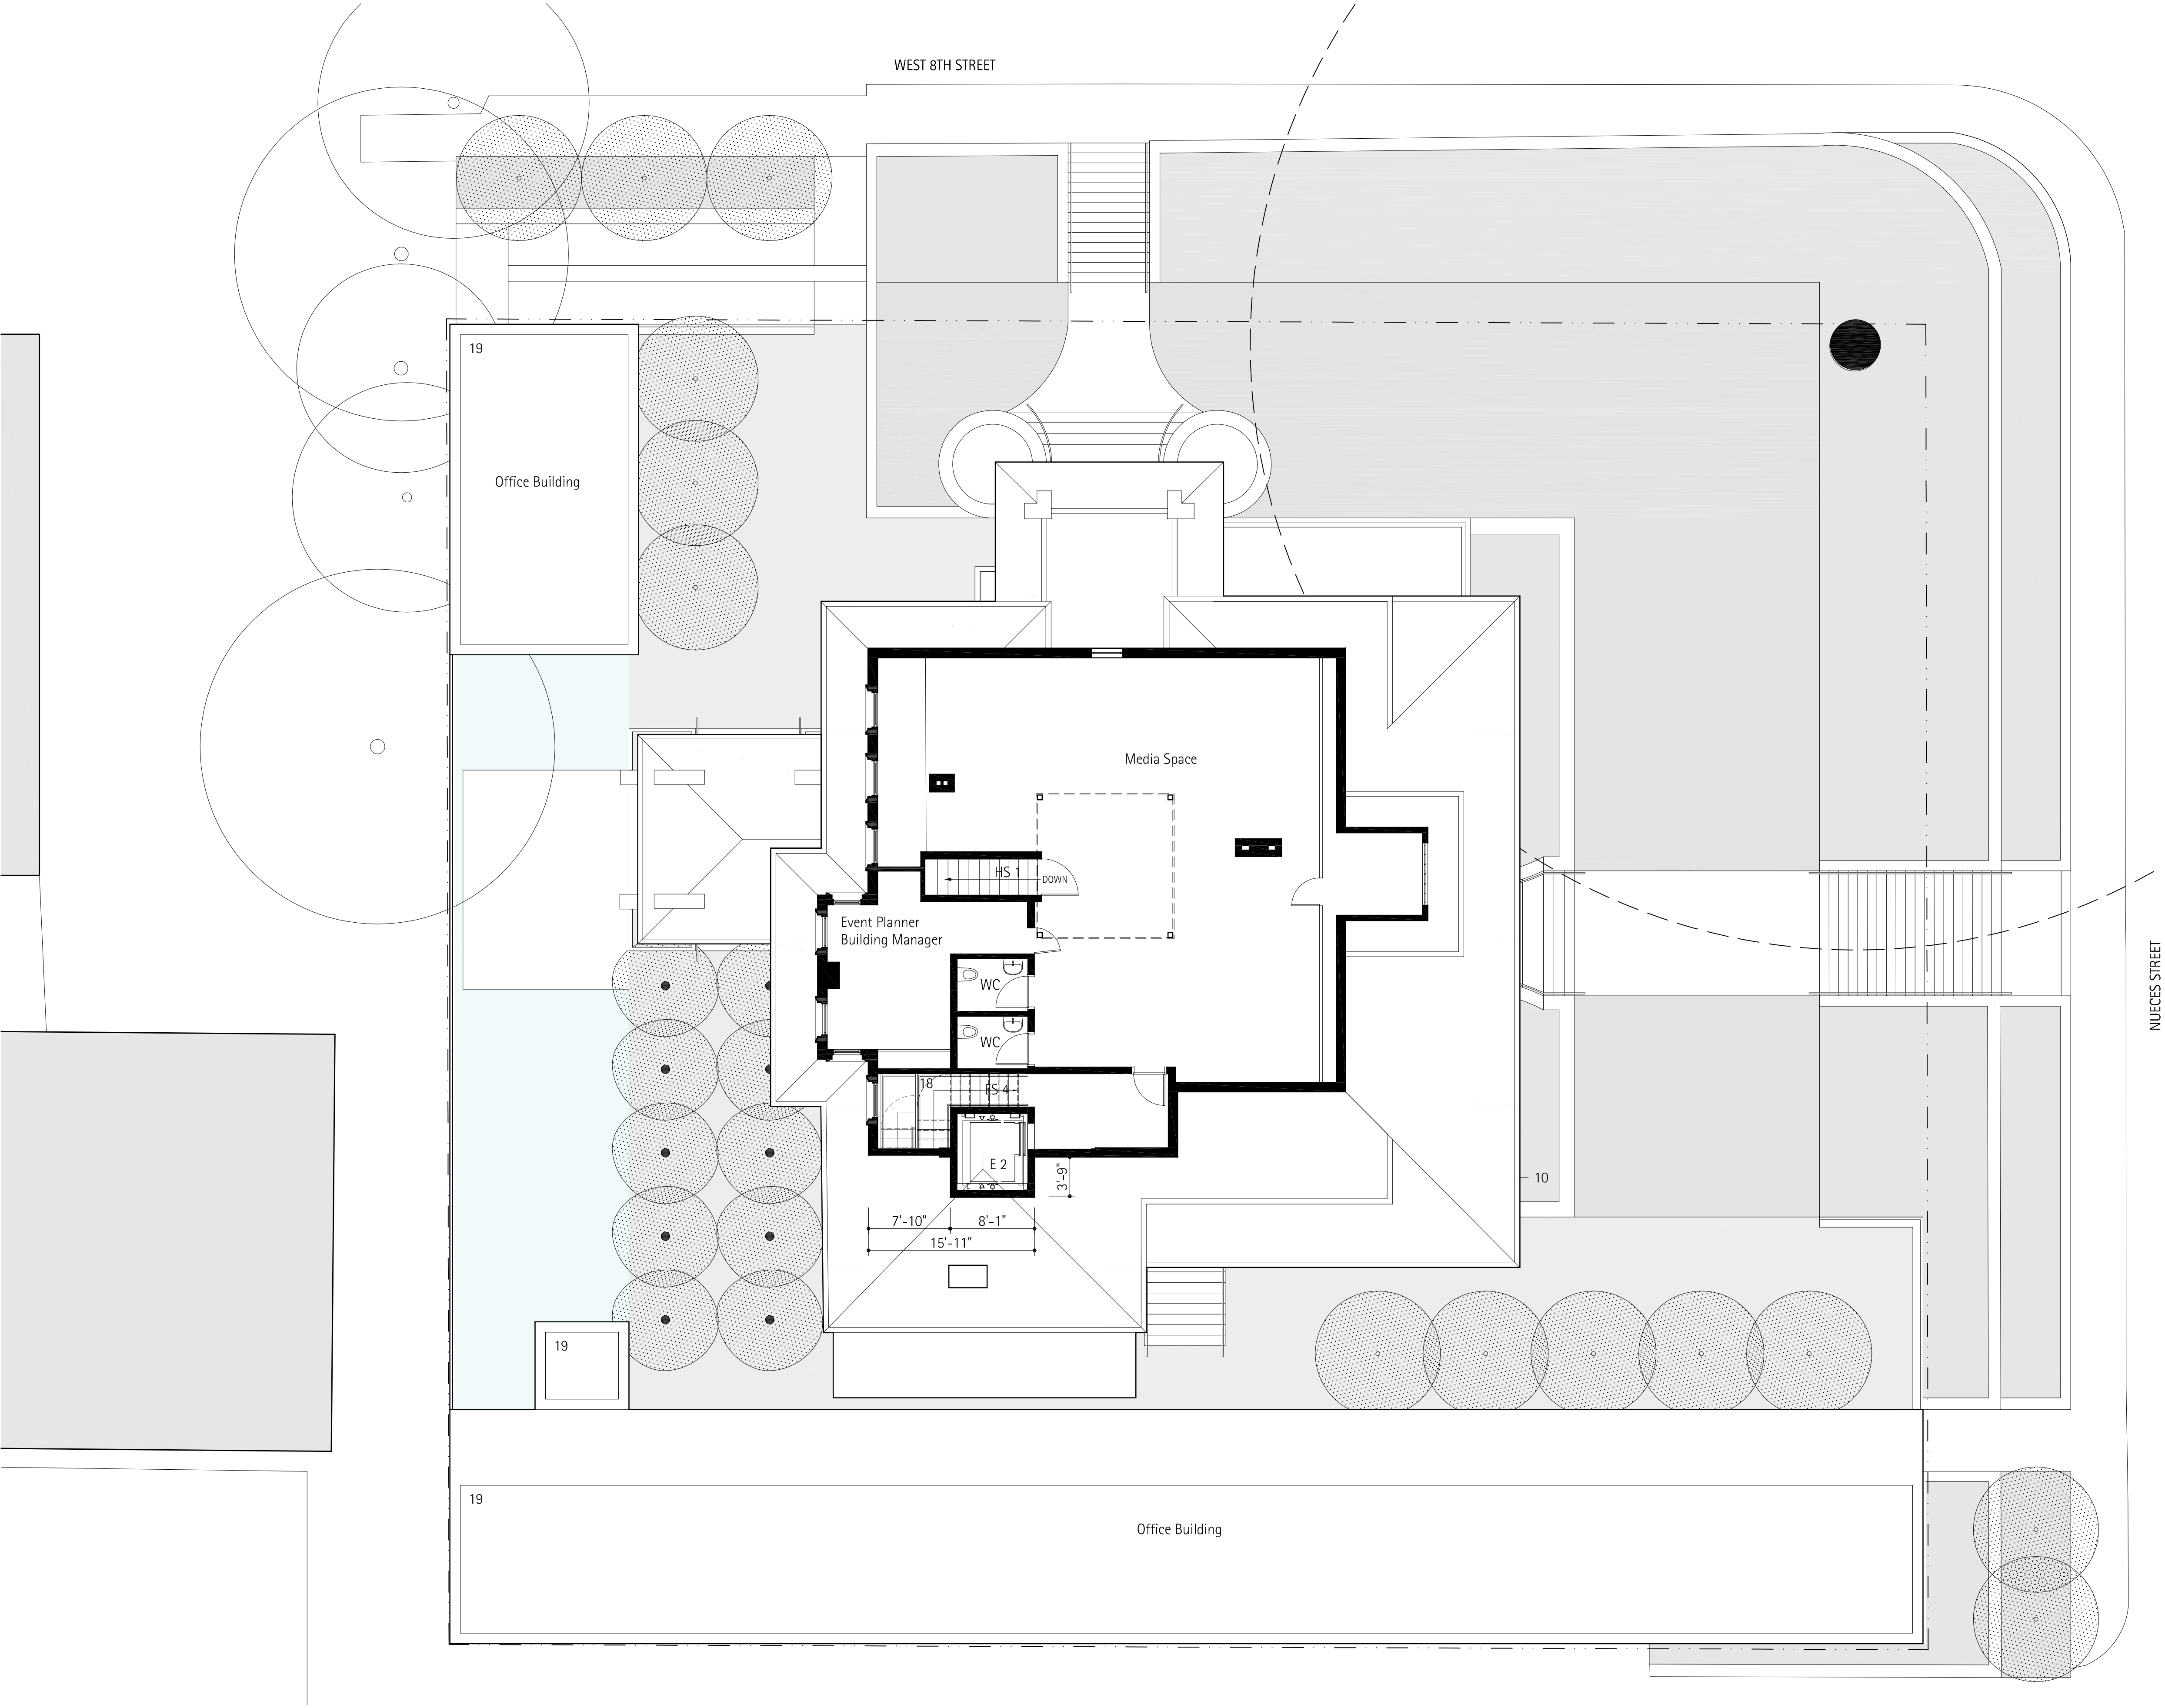 WEST 8TH STREET
19
Office Building
Media Space
HS 1
DOWN
Event Planner
Building Manager
WC
WC
18
ES 4
E 2
3'-9"
10
7'-10"
8'-1"
15'-11"
19
19
Office Building
NUECES STREET